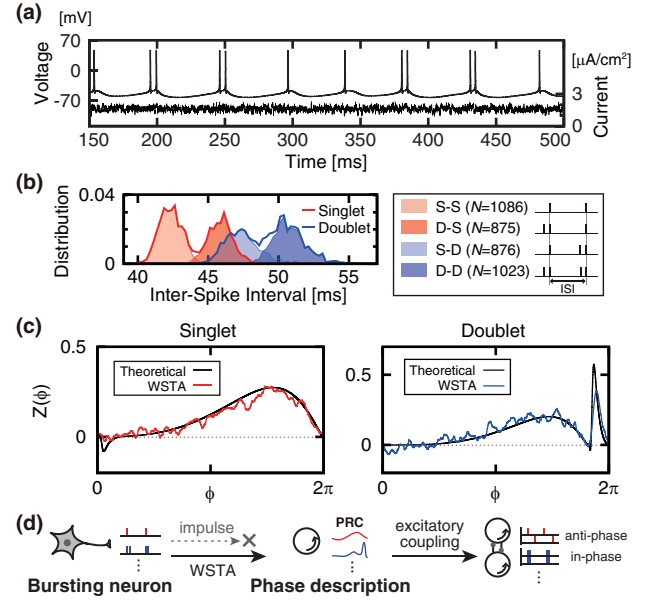 (a)
[mV]
70
0
-70
Voltage
[μA/cm²]
3
0
Current
150 200 250 300 350 400 450 500
Time [ms]
(b)
0.04
0
Distribution
Singlet
Doublet
40 45 50 55
Inter-Spike Interval [ms]
S-S (N=1086)
D-S (N=875)
S-D (N=876)
D-D (N=1023)
ISI
(c)
Singlet
0.5
0
Z(ϕ)
Theoretical
WSTA
0 ϕ 2π
Doublet
0.5
0
Theoretical
WSTA
0 ϕ 2π
(d)
impulse
WSTA
Bursting neuron
PRC
Phase description
excitatory
coupling
anti-phase
in-phase